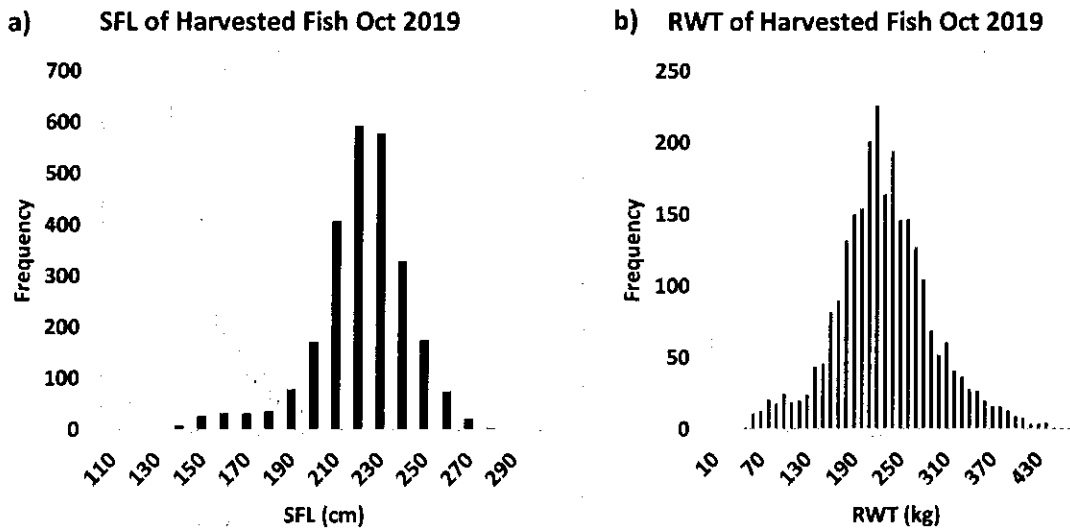 a) SFL of Harvested Fish Oct 2019
700
600
500
400
300
200
100
0
Frequency
110 130 150 170 190 210 230 250 270 290
SFL (cm)
b) RWT of Harvested Fish Oct 2019
250
200
150
100
50
0
Frequency
10 70 130 190 250 310 370 430
RWT (kg)